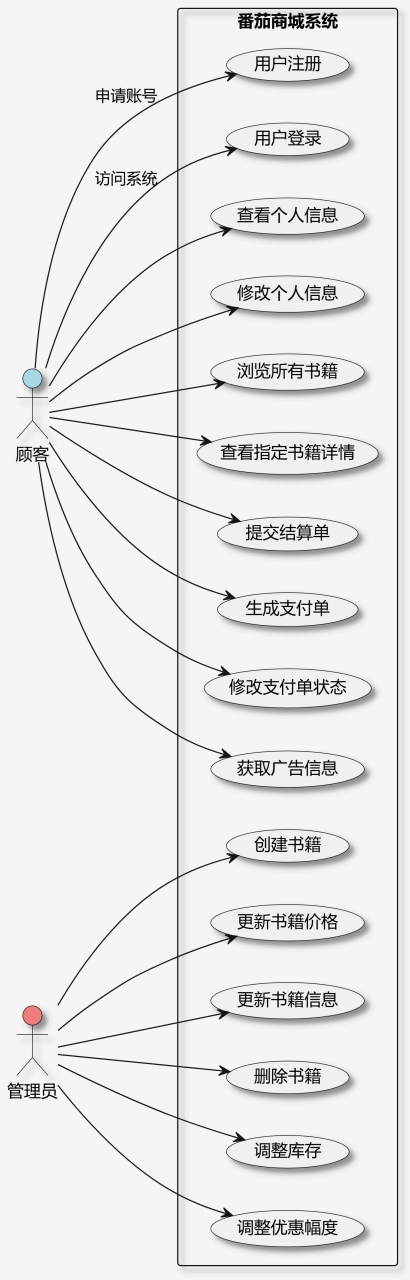 番茄商城系统
用户注册
申请账号
用户登录
访问系统
查看个人信息
修改个人信息
浏览所有书籍
查看指定书籍详情
顾客
提交结算单
生成支付单
修改支付单状态
获取广告信息
创建书籍
更新书籍价格
更新书籍信息
删除书籍
管理员
调整库存
调整优惠幅度